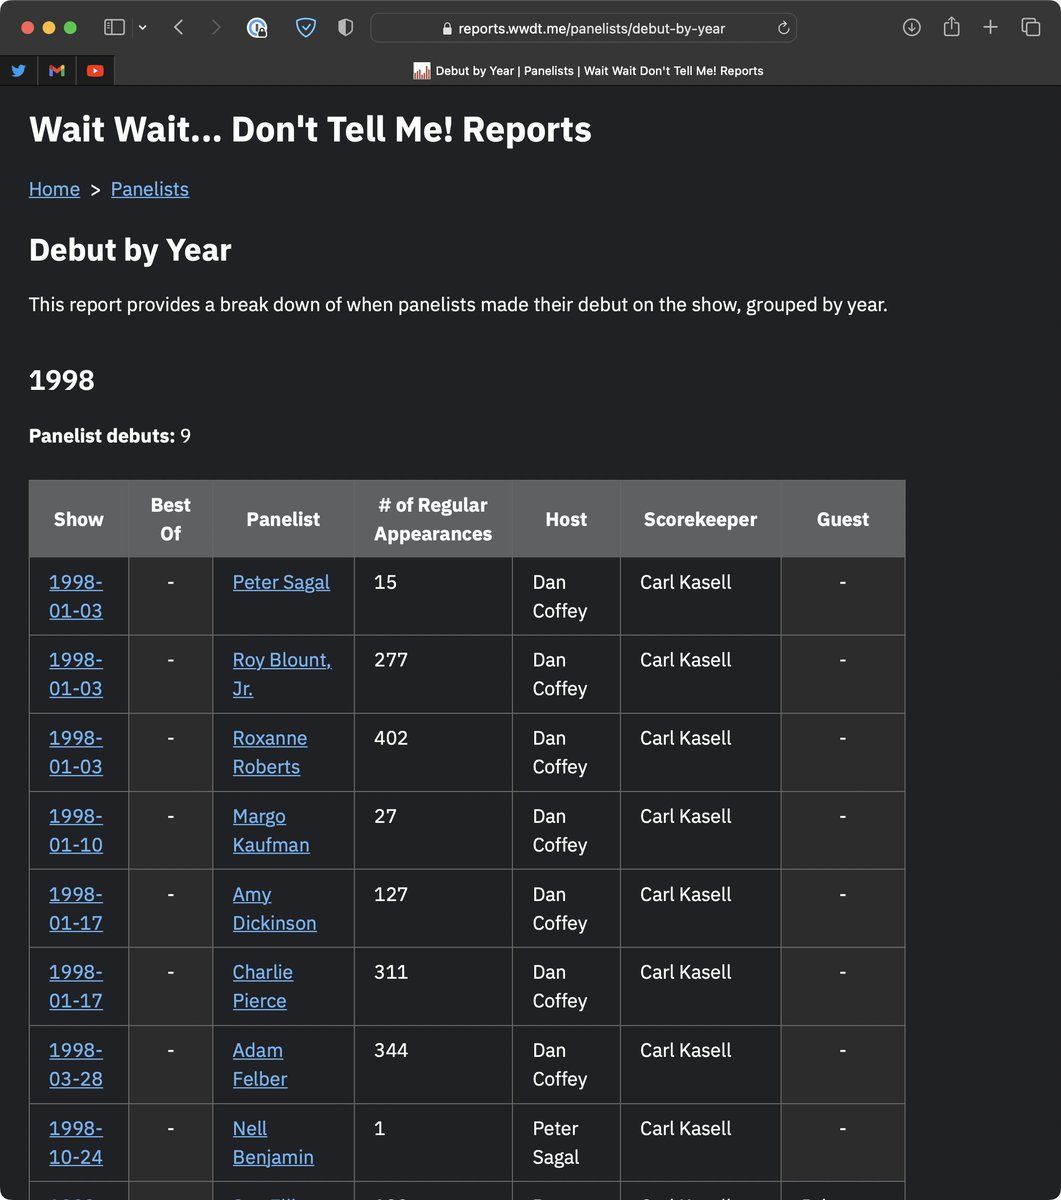 reports.wwdt.me/panelists/debut-by-year
Debut by Year | Panelists | Wait Wait Don't Tell Me! Reports
Wait Wait... Don't Tell Me! Reports
Home > Panelists
Debut by Year
This report provides a break down of when panelists made their debut on the show, grouped by year.
1998
Panelist debuts: 9
Show Best Of Panelist # of Regular Appearances Host Scorekeeper Guest
1998-01-03 - Peter Sagal 15 Dan Coffey Carl Kasell -
1998-01-03 - Roy Blount, Jr. 277 Dan Coffey Carl Kasell -
1998-01-03 - Roxanne Roberts 402 Dan Coffey Carl Kasell -
1998-01-10 - Margo Kaufman 27 Dan Coffey Carl Kasell -
1998-01-17 - Amy Dickinson 127 Dan Coffey Carl Kasell -
1998-01-17 - Charlie Pierce 311 Dan Coffey Carl Kasell -
1998-03-28 - Adam Felber 344 Dan Coffey Carl Kasell -
1998-10-24 - Nell Benjamin 1 Peter Sagal Carl Kasell -